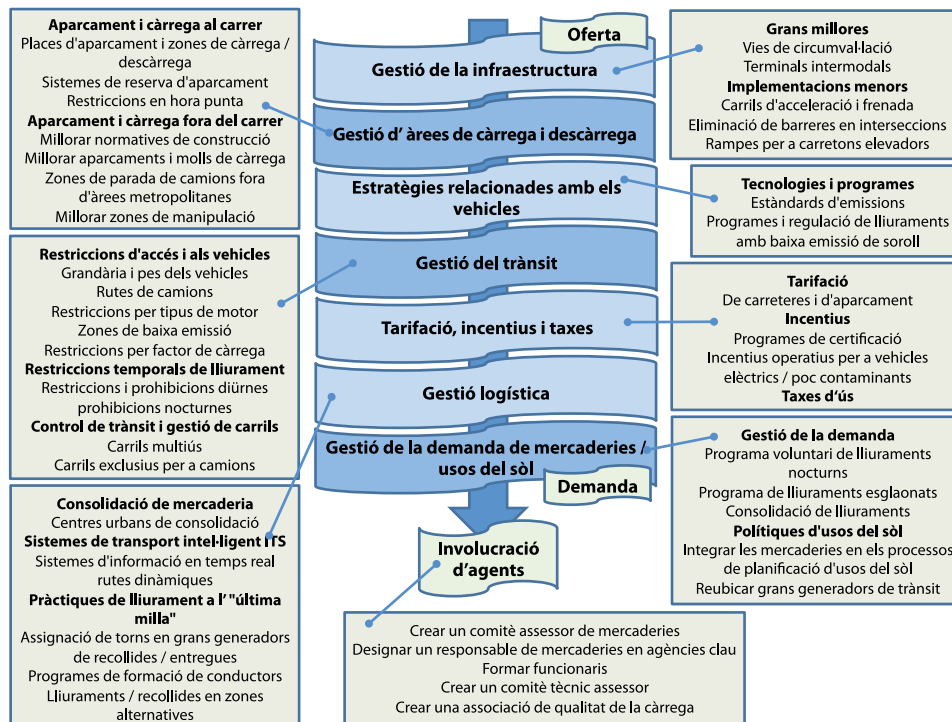 Aparcament i càrrega al carrer
Places d'aparcament i zones de càrrega /
descàrrega
Sistemes de reserva d'aparcament
Restriccions en hora punta
Aparcament i càrrega fora del carrer
Millorar normatives de construcció
Millorar aparcaments i molls de càrrega
Zones de parada de camions fora
d'àrees metropolitanes
Millorar zones de manipulació
Restriccions d'accés i als vehicles
Grandària i pes dels vehicles
Rutes de camions
Restriccions per tipus de motor
Zones de baixa emissió
Restriccions per factor de càrrega
Restriccions temporals de lliurament
Restriccions i prohibicions diürnes
prohibicions nocturnes
Control de trànsit i gestió de carrils
Carrils multiús
Carrils exclusius per a camions
Consolidació de mercaderia
Centres urbans de consolidació
Sistemes de transport intel·ligent ITS
Sistemes d'informació en temps real
rutes dinàmiques
Pràctiques de lliurament a l' "última
milla"
Assignació de torns en grans generadors
de recollides / entregues
Programes de formació de conductors
Lliuraments / recollides en zones
alternatives
Oferta
Gestió de la infraestructura
Gestió d' àrees de càrrega i descàrrega
Estratègies relacionades amb els
vehicles
Gestió del trànsit
Tarifació, incentius i taxes
Gestió logística
Gestió de la demanda de mercaderies /
usos del sòl
Demanda
Involucració
d'agents
Grans millores
Vies de circumval·lació
Terminals intermodals
Implementacions menors
Carrils d'acceleració i frenada
Eliminació de barreres en interseccions
Rampes per a carretons elevadors
Tecnologies i programes
Estàndards d'emissions
Programes i regulació de lliuraments
amb baixa emissió de soroll
Tarifació
De carreteres i d'aparcament
Incentius
Programes de certificació
Incentius operatius per a vehicles
elèctrics / poc contaminants
Taxes d'ús
Gestió de la demanda
Programa voluntari de lliuraments
nocturns
Programa de lliuraments esglaonats
Consolidació de lliuraments
Polítiques d'usos del sòl
Integrar les mercaderies en els processos
de planificació d'usos del sòl
Reubicar grans generadors de trànsit
Crear un comitè assessor de mercaderies
Designar un responsable de mercaderies en agències clau
Formar funcionaris
Crear un comitè tècnic assessor
Crear una associació de qualitat de la càrrega